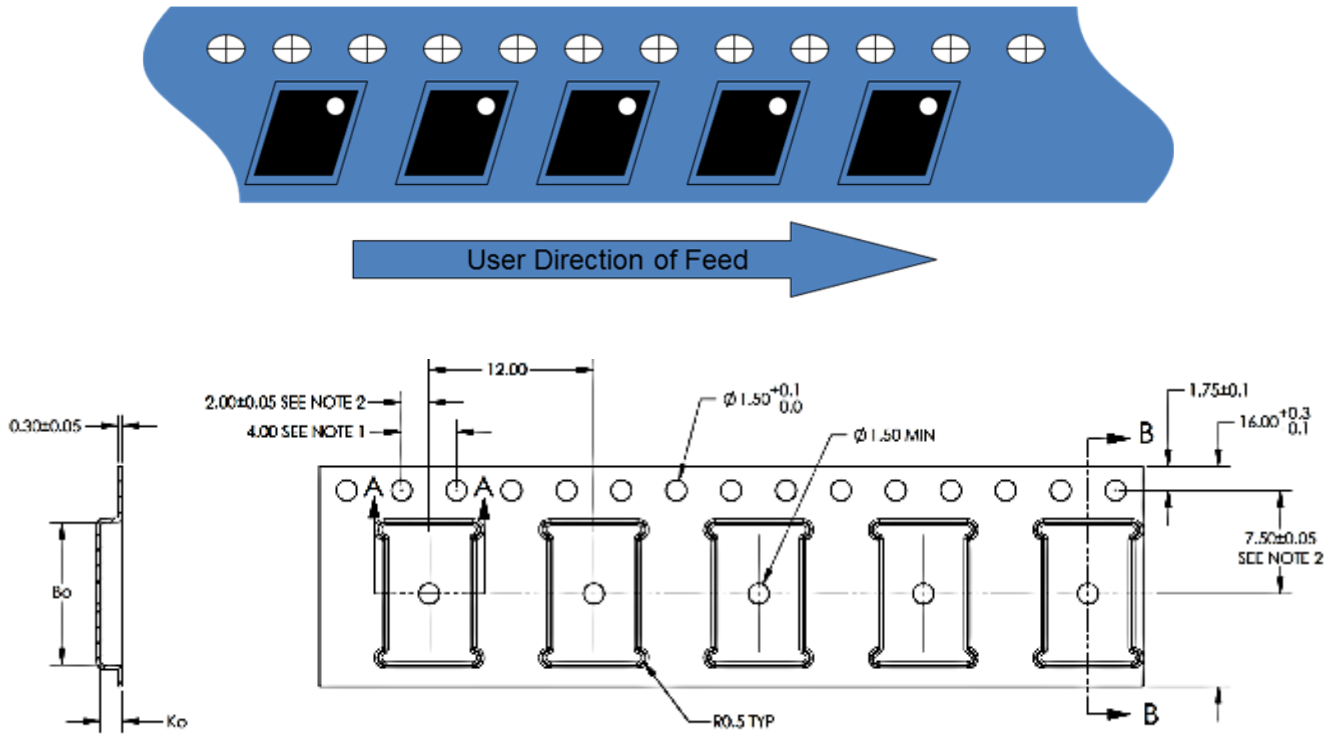 User Direction of Feed
12.00
2.00±0.05 SEE NOTE 2
Ø1.50 +0.1 0.0
1.75±0.1
0.30±0.05
4.00 SEE NOTE 1
Ø1.50 MIN
16.00 +0.3 0.1
B
A A
7.50±0.05
SEE NOTE 2
Bo
Ko
R0.5 TYP
B